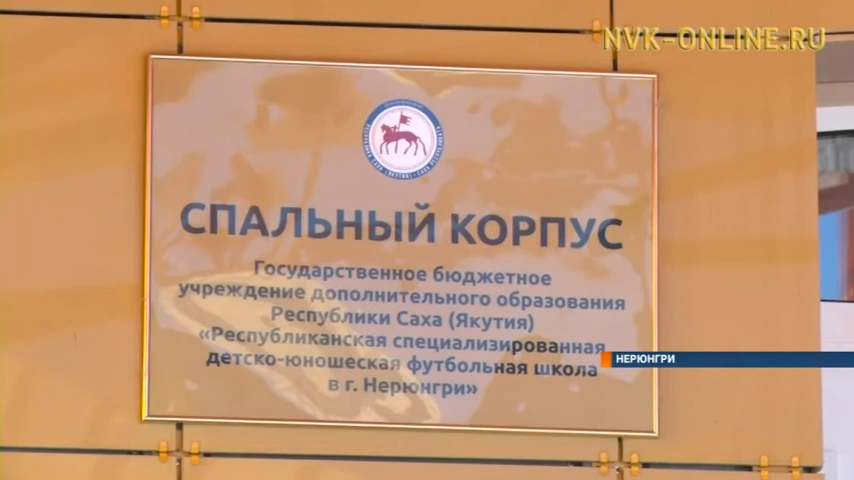 NVK-ONLINE.RU
СПАЛЬНЫЙ КОРПУС
Государственное бюджетное
учреждение дополнительного образования
Республики Саха (Якутия)
«Республиканская специализированная
детско-юношеская футбольная школа
в г. Нерюнгри»
НЕРЮНГРИ